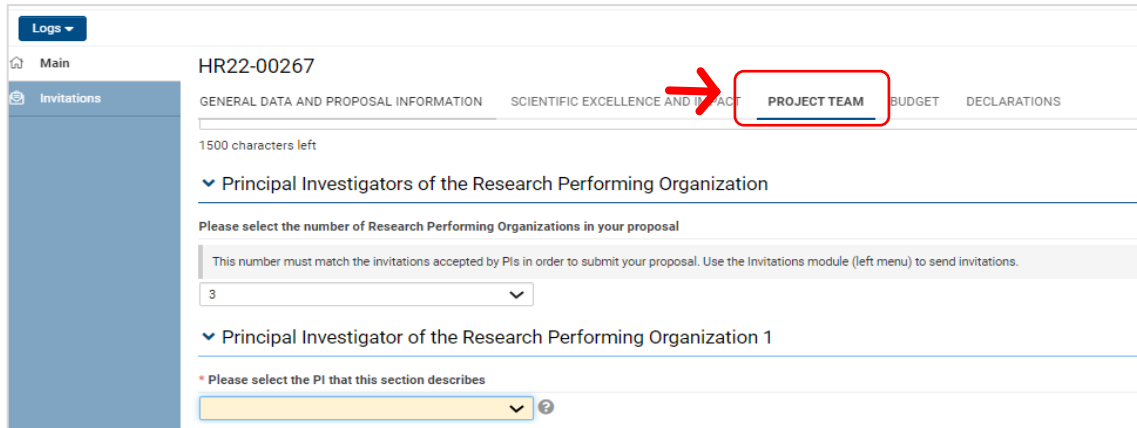 Logs
Main
Invitations
HR22-00267
GENERAL DATA AND PROPOSAL INFORMATION SCIENTIFIC EXCELLENCE AND IMPACT PROJECT TEAM BUDGET DECLARATIONS
1500 characters left
Principal Investigators of the Research Performing Organization
Please select the number of Research Performing Organizations in your proposal
This number must match the invitations accepted by PIs in order to submit your proposal. Use the Invitations module (left menu) to send invitations.
3
Principal Investigator of the Research Performing Organization 1
* Please select the PI that this section describes
?